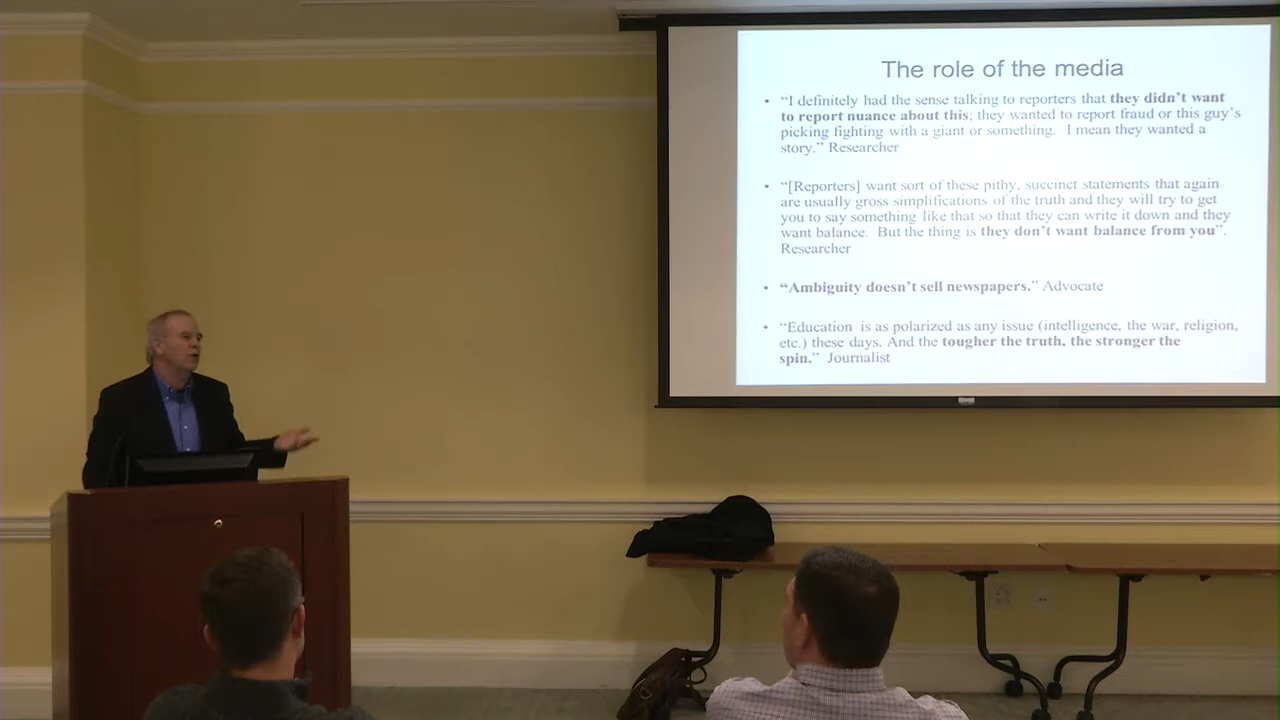 The role of the media
• “I definitely had the sense talking to reporters that they didn’t want
to report nuance about this; they wanted to report fraud or this guy’s
picking fighting with a giant or something. I mean they wanted a
story.” Researcher
• “[Reporters] want sort of these pithy, succinct statements that again
are usually gross simplifications of the truth and they will try to get
you to say something like that so that they can write it down and they
want balance. But the thing is they don’t want balance from you”.
Researcher
• “Ambiguity doesn’t sell newspapers.” Advocate
• “Education is as polarized as any issue (intelligence, the war, religion,
etc.) these days. And the tougher the truth, the stronger the
spin.” Journalist